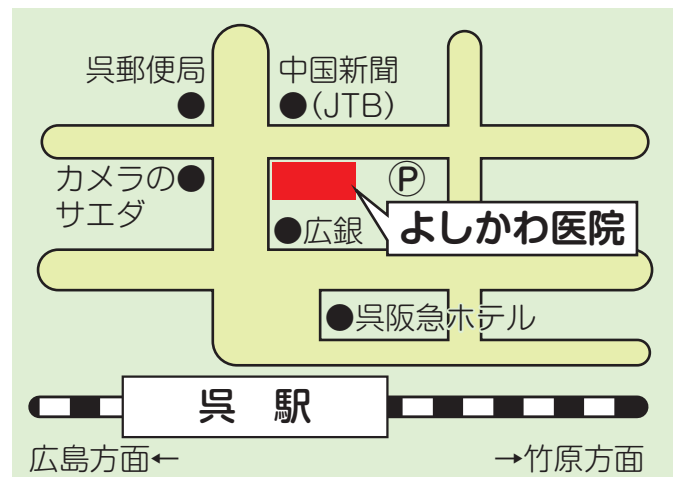 呉郵便局
●
中国新聞
●(JTB)
カメラの●
サエダ
Ⓟ
●広銀
よしかわ医院
●呉阪急ホテル
呉 駅
広島方面←
→竹原方面